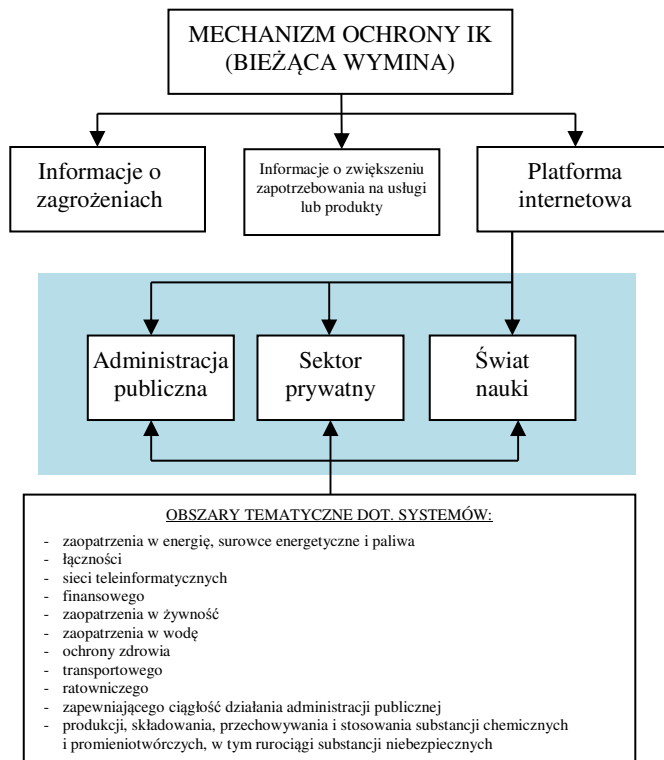 MECHANIZM OCHRONY IK
(BIEŻĄCA WYMINA)
Informacje o
zagrożeniach
Informacje o zwiększeniu
zapotrzebowania na usługi
lub produkty
Platforma
internetowa
Administracja
publiczna
Sektor
prywatny
Świat
nauki
OBSZARY TEMATYCZNE DOT. SYSTEMÓW:
- zaopatrzenia w energię, surowce energetyczne i paliwa
- łączności
- sieci teleinformatycznych
- finansowego
- zaopatrzenia w żywność
- zaopatrzenia w wodę
- ochrony zdrowia
- transportowego
- ratowniczego
- zapewniającego ciągłość działania administracji publicznej
- produkcji, składowania, przechowywania i stosowania substancji chemicznych
i promieniotwórczych, w tym rurociągi substancji niebezpiecznych